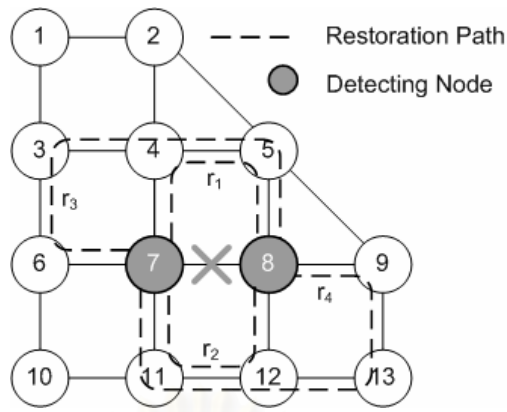 1 2 Restoration Path
Detecting Node
3 4 5
r1
r3
6 7 8 9
r4
r2
10 11 12 13